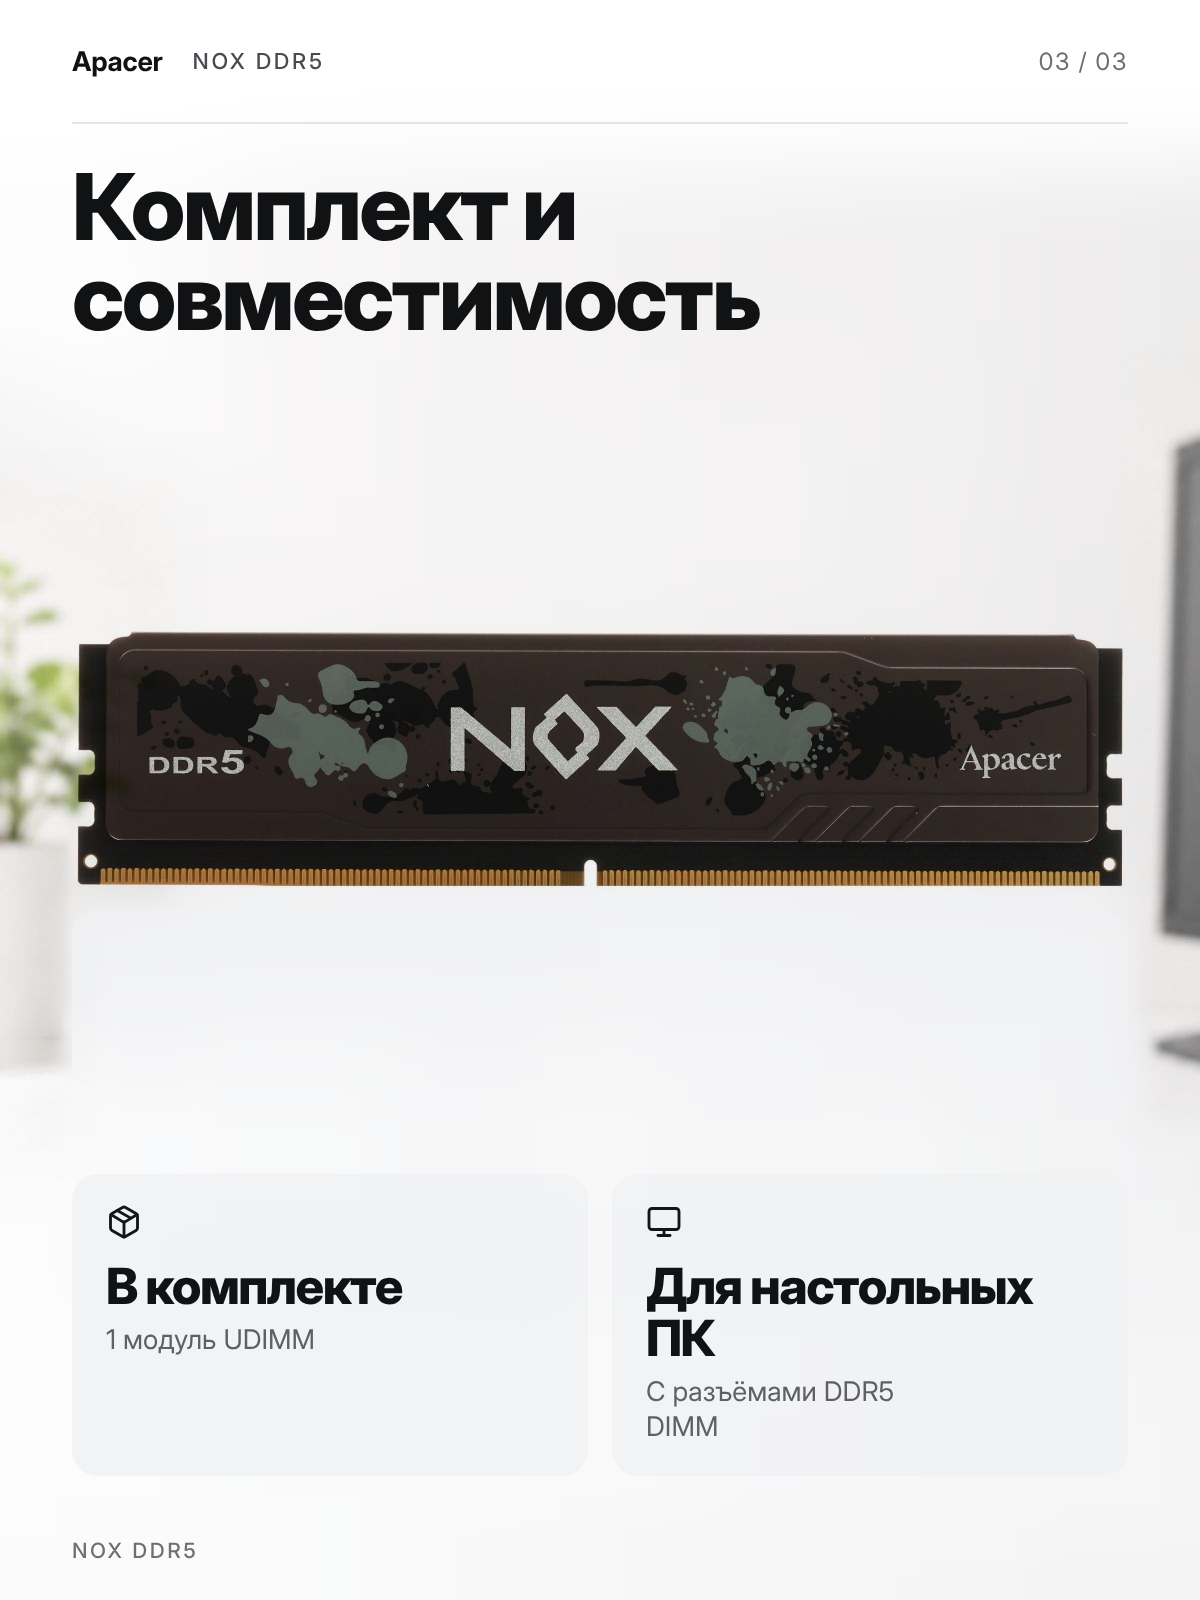 Apacer NOX DDR5 03 / 03
Комплект и
совместимость
NOX
DDR5
Apacer
В комплекте
1 модуль UDIMM
Для настольных
ПК
С разъёмами DDR5
DIMM
NOX DDR5